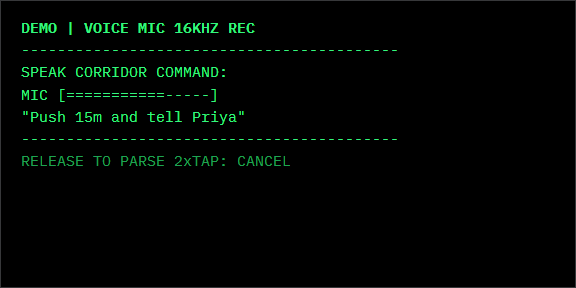 DEMO | VOICE MIC 16KHZ REC
------------------------------------------
SPEAK CORRIDOR COMMAND:
MIC [===========-----]
"Push 15m and tell Priya"
------------------------------------------
RELEASE TO PARSE 2xTAP: CANCEL